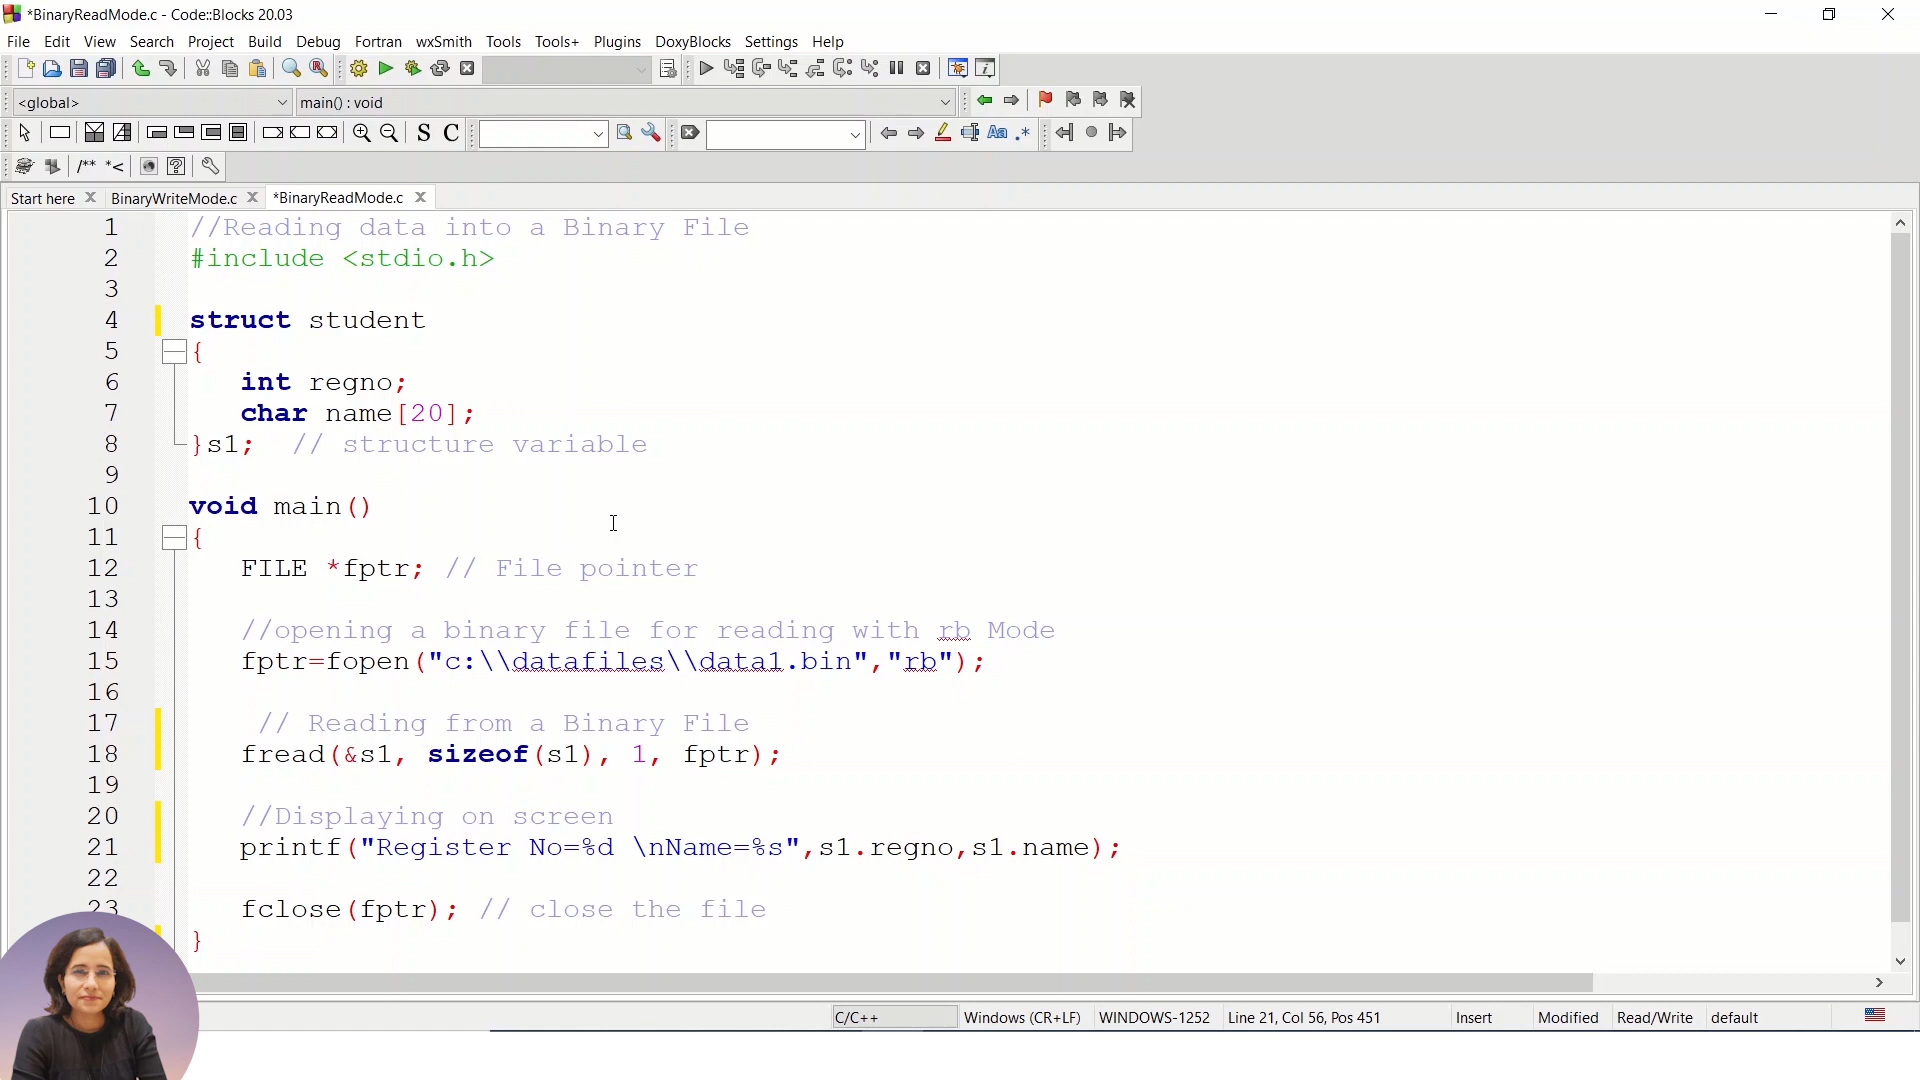 *BinaryReadMode.c - Code::Blocks 20.03
File Edit View Search Project Build Debug Fortran wxSmith Tools Tools+ Plugins DoxyBlocks Settings Help
<global> main() : void
S C
/** *<
Start here BinaryWriteMode.c *BinaryReadMode.c
1 //Reading data into a Binary File
2 #include <stdio.h>
3
4 struct student
5 {
6 int regno;
7 char name[20];
8 }s1; // structure variable
9
10 void main()
11 {
12 FILE *fptr; // File pointer
13
14 //opening a binary file for reading with rb Mode
15 fptr=fopen("c:\\datafiles\\data1.bin","rb");
16
17 // Reading from a Binary File
18 fread(&s1, sizeof(s1), 1, fptr);
19
20 //Displaying on screen
21 printf("Register No=%d \nName=%s",s1.regno,s1.name);
22
23 fclose(fptr); // close the file
}
C/C++ Windows (CR+LF) WINDOWS-1252 Line 21, Col 56, Pos 451 Insert Modified Read/Write default